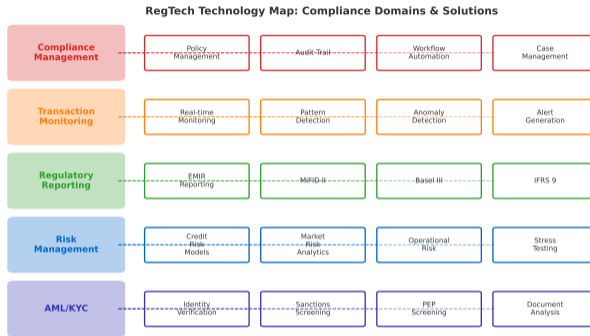 RegTech Technology Map: Compliance Domains & Solutions
Compliance
Management
Policy
Management
Audit Trail
Workflow
Automation
Case
Management
Transaction
Monitoring
Real-time
Monitoring
Pattern
Detection
Anomaly
Detection
Alert
Generation
Regulatory
Reporting
EMIR
Reporting
MiFID II
Basel III
IFRS 9
Risk
Management
Credit
Risk
Models
Market
Risk
Analytics
Operational
Risk
Stress
Testing
AML/KYC
Identity
Verification
Sanctions
Screening
PEP
Screening
Document
Analysis